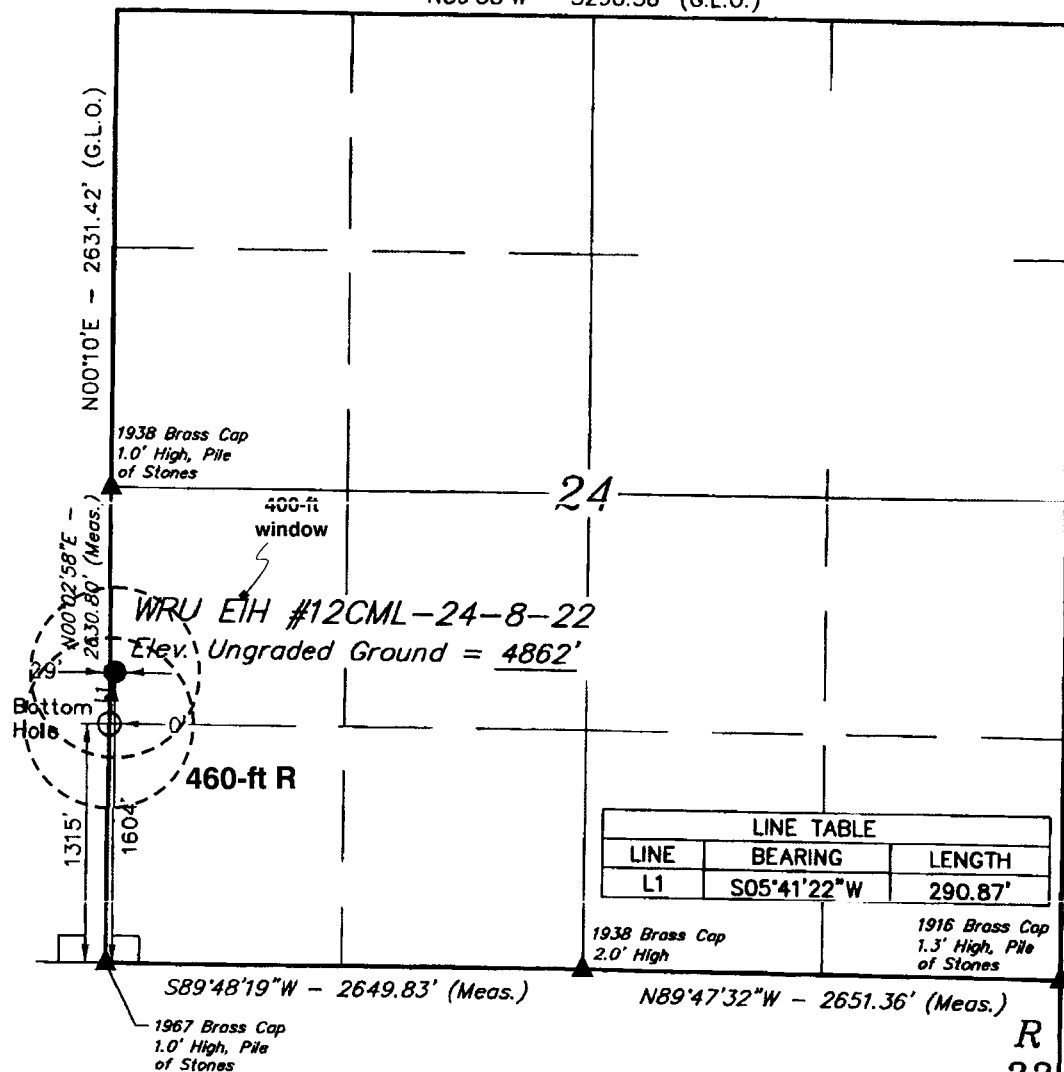 N00°10'E - 2631.42' (G.L.O.)
1938 Brass Cap
1.0' High, Pile
of Stones
24
400-ft
window
N00°02'58"E -
2630.80' (Meas.)
WRU EIH #12CML-24-8-22
Elev. Ungraded Ground = 4862'
29'
L1
Bottom
Hole
0'
460-ft R
1315'
1604'
LINE TABLE
LINE BEARING LENGTH
L1 S05°41'22"W 290.87'
1938 Brass Cap
2.0' High
1916 Brass Cap
1.3' High, Pile
of Stones
S89°48'19"W - 2649.83' (Meas.)
N89°47'32"W - 2651.36' (Meas.)
1967 Brass Cap
1.0' High, Pile
of Stones
R